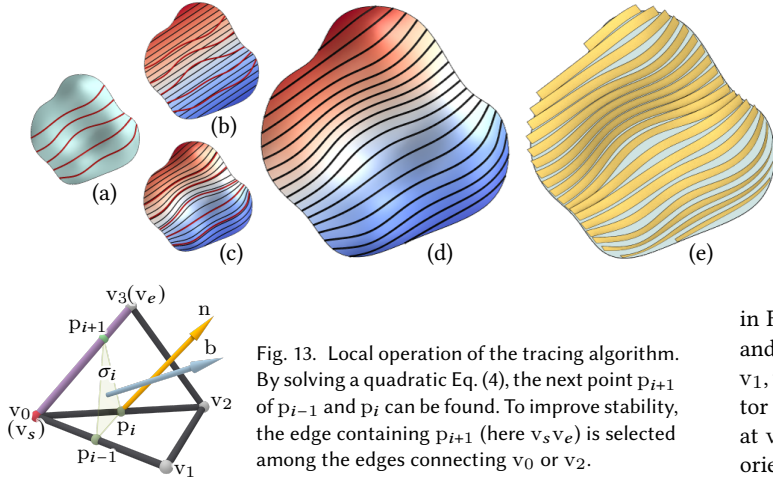 (a)
(b)
(c)
(d)
(e)
v3(ve)
n
pi+1
b
σi
v0
(vs)
pi
v2
pi−1
v1
Fig. 13. Local operation of the tracing algorithm.
By solving a quadratic Eq. (4), the next point pi+1
of pi−1 and pi can be found. To improve stability,
the edge containing pi+1 (here vsve) is selected
among the edges connecting v0 or v2.
in
and
v1,
tor
at
orie